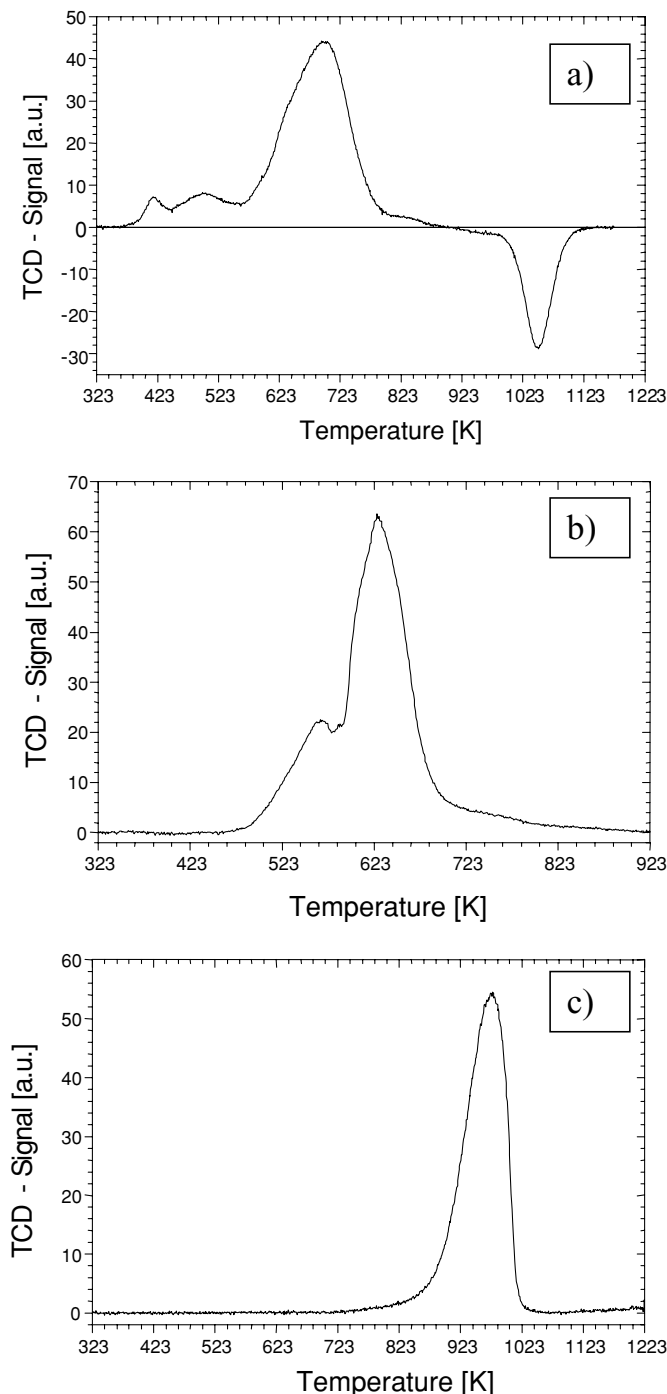 50
40
30
20
10
0
-10
-20
-30
TCD - Signal [a.u.]
a)
323 423 523 623 723 823 923 1023 1123 1223
Temperature [K]
70
60
50
40
30
20
10
0
TCD - Signal [a.u.]
b)
323 423 523 623 723 823 923
Temperature [K]
60
50
40
30
20
10
0
TCD - Signal [a.u.]
c)
323 423 523 623 723 823 923 1023 1123 1223
Temperature [K]